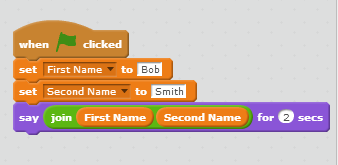 when clicked
set First Name to Bob
set Second Name to Smith
say join First Name Second Name for 2 secs